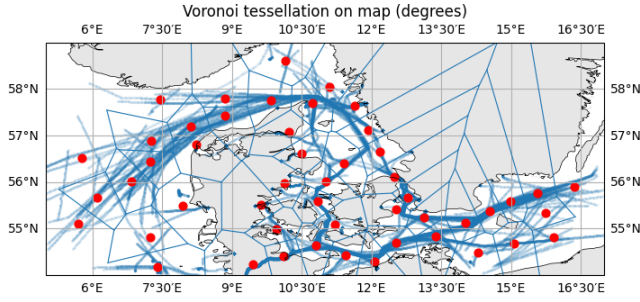 Voronoi tessellation on map (degrees)
6°E 7°30′E 9°E 10°30′E 12°E 13°30′E 15°E 16°30′E
58°N 58°N
57°N 57°N
56°N 56°N
55°N 55°N
6°E 7°30′E 9°E 10°30′E 12°E 13°30′E 15°E 16°30′E